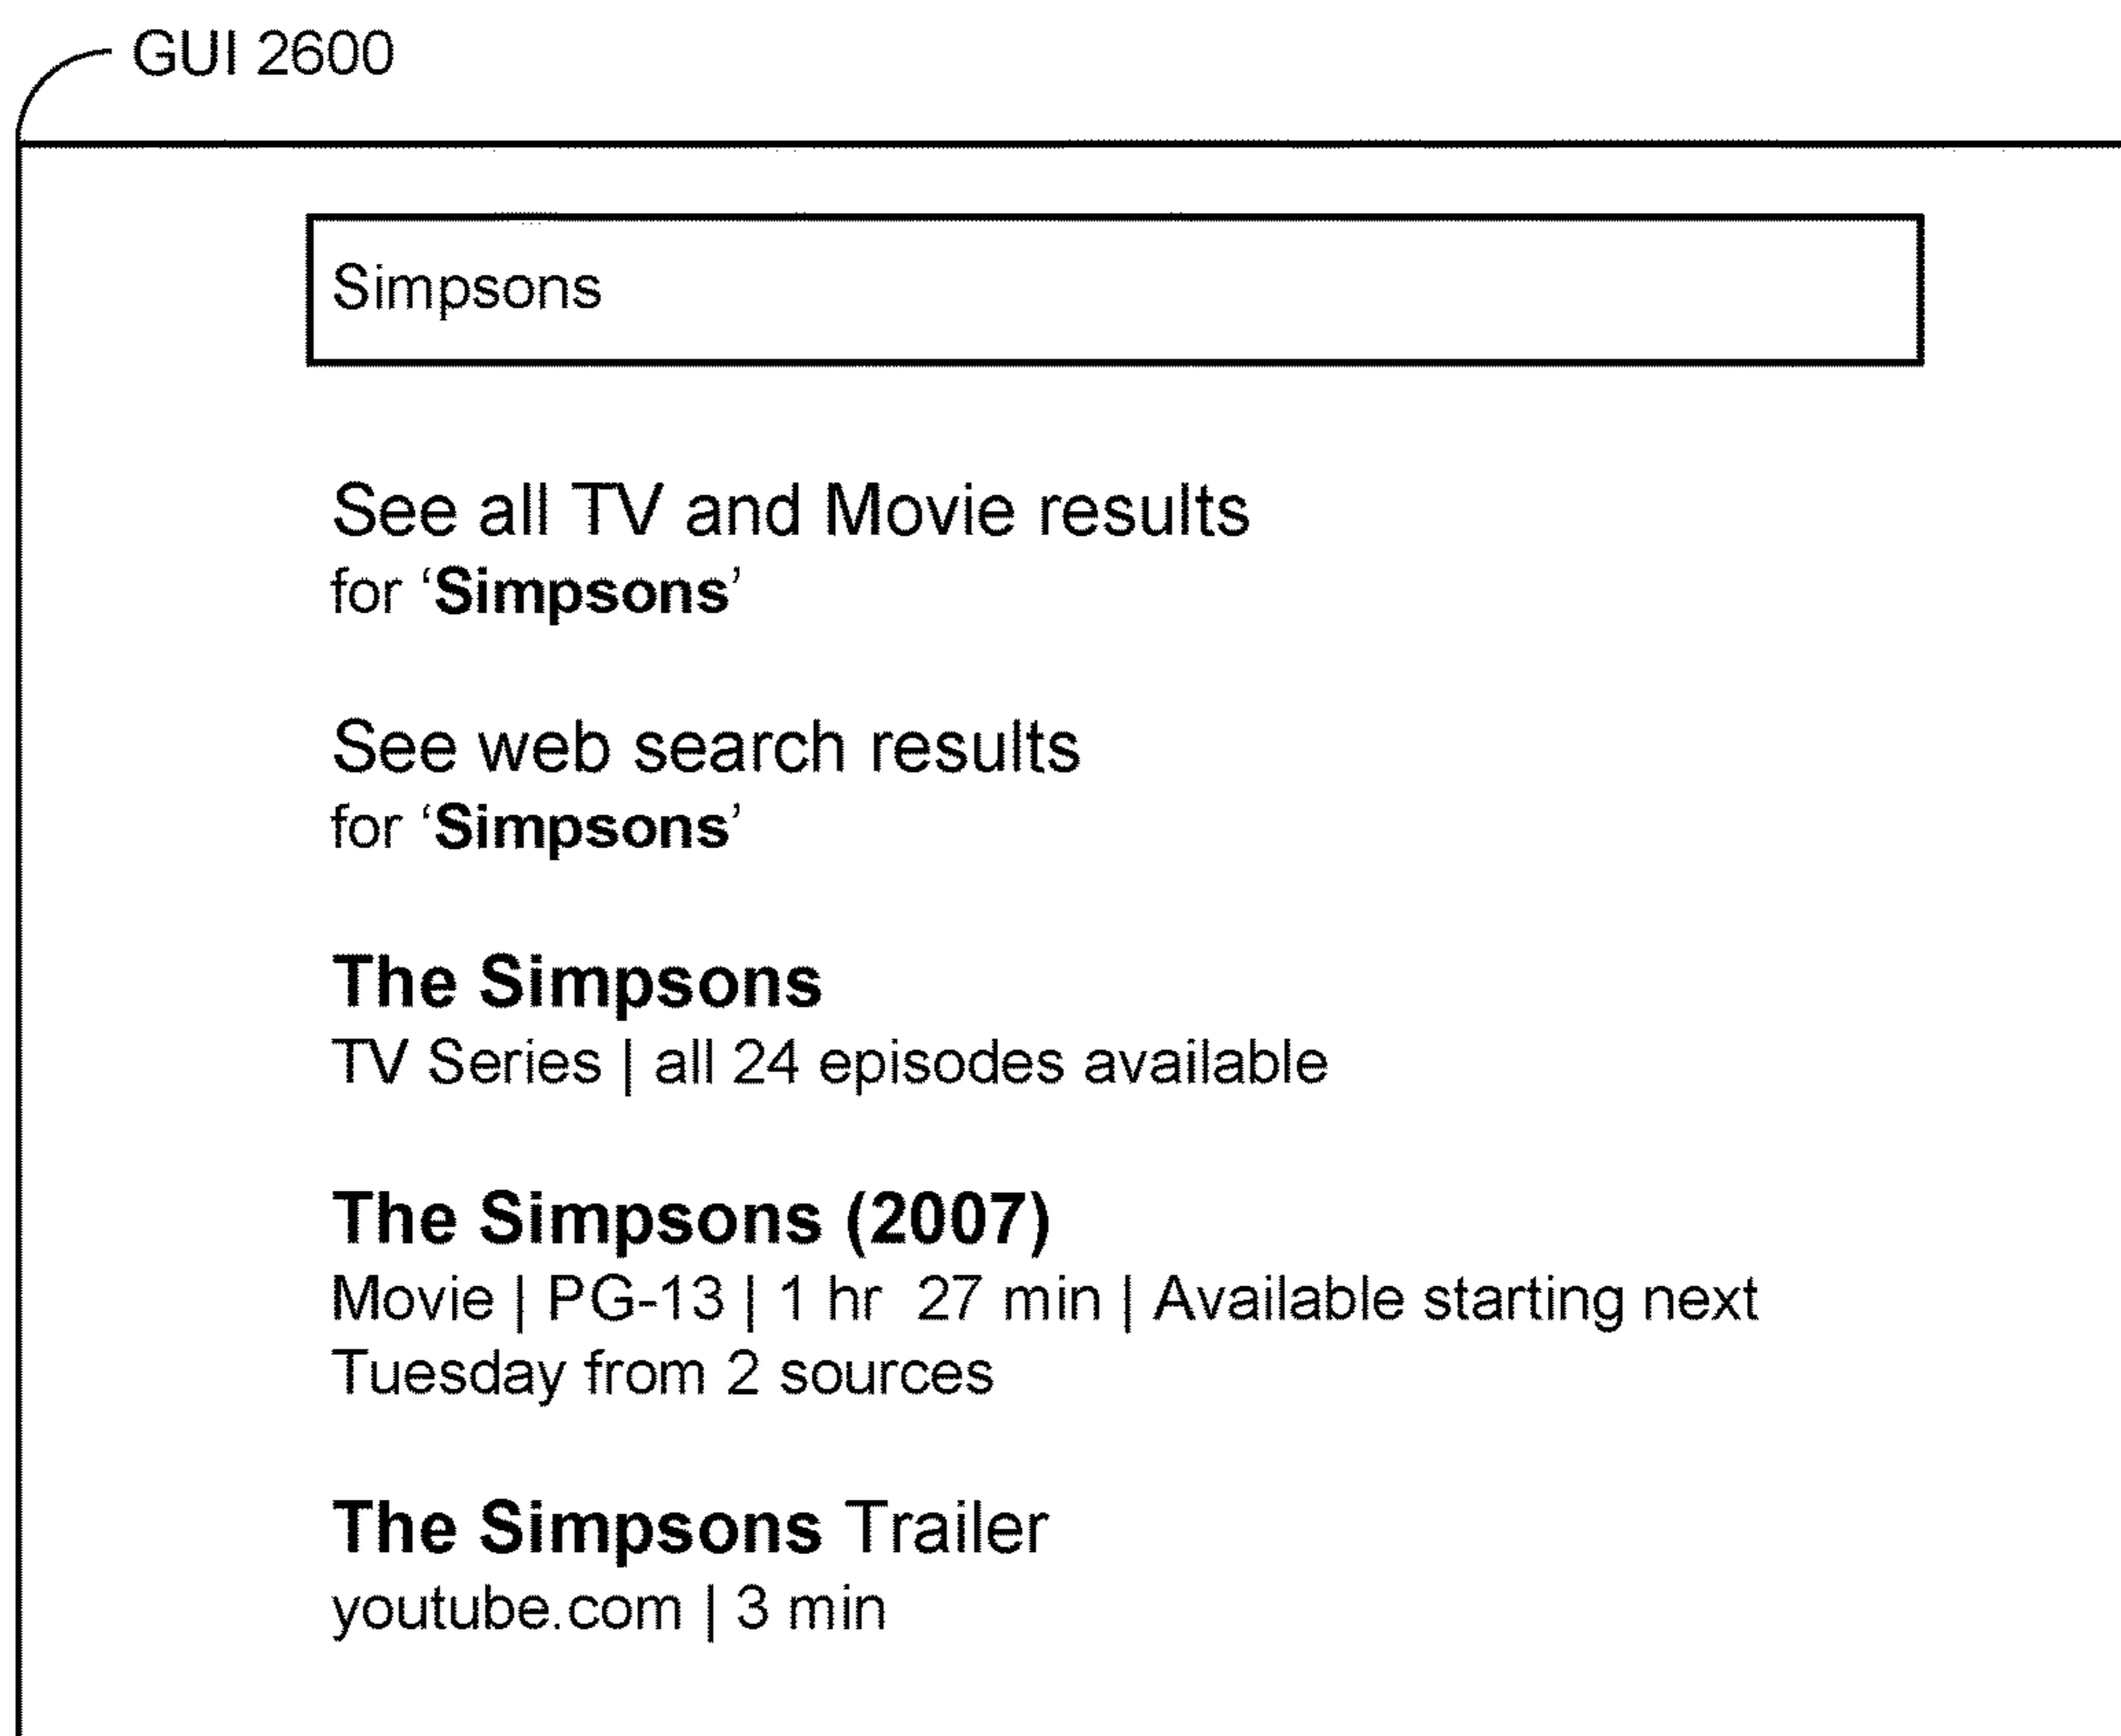 GUI 2600
Simpsons
See all TV and Movie results
for ‘Simpsons’
See web search results
for ‘Simpsons’
The Simpsons
TV Series | all 24 episodes available
The Simpsons (2007)
Movie | PG-13 | 1 hr  27 min | Available starting next
Tuesday from 2 sources
The Simpsons Trailer
youtube.com | 3 min